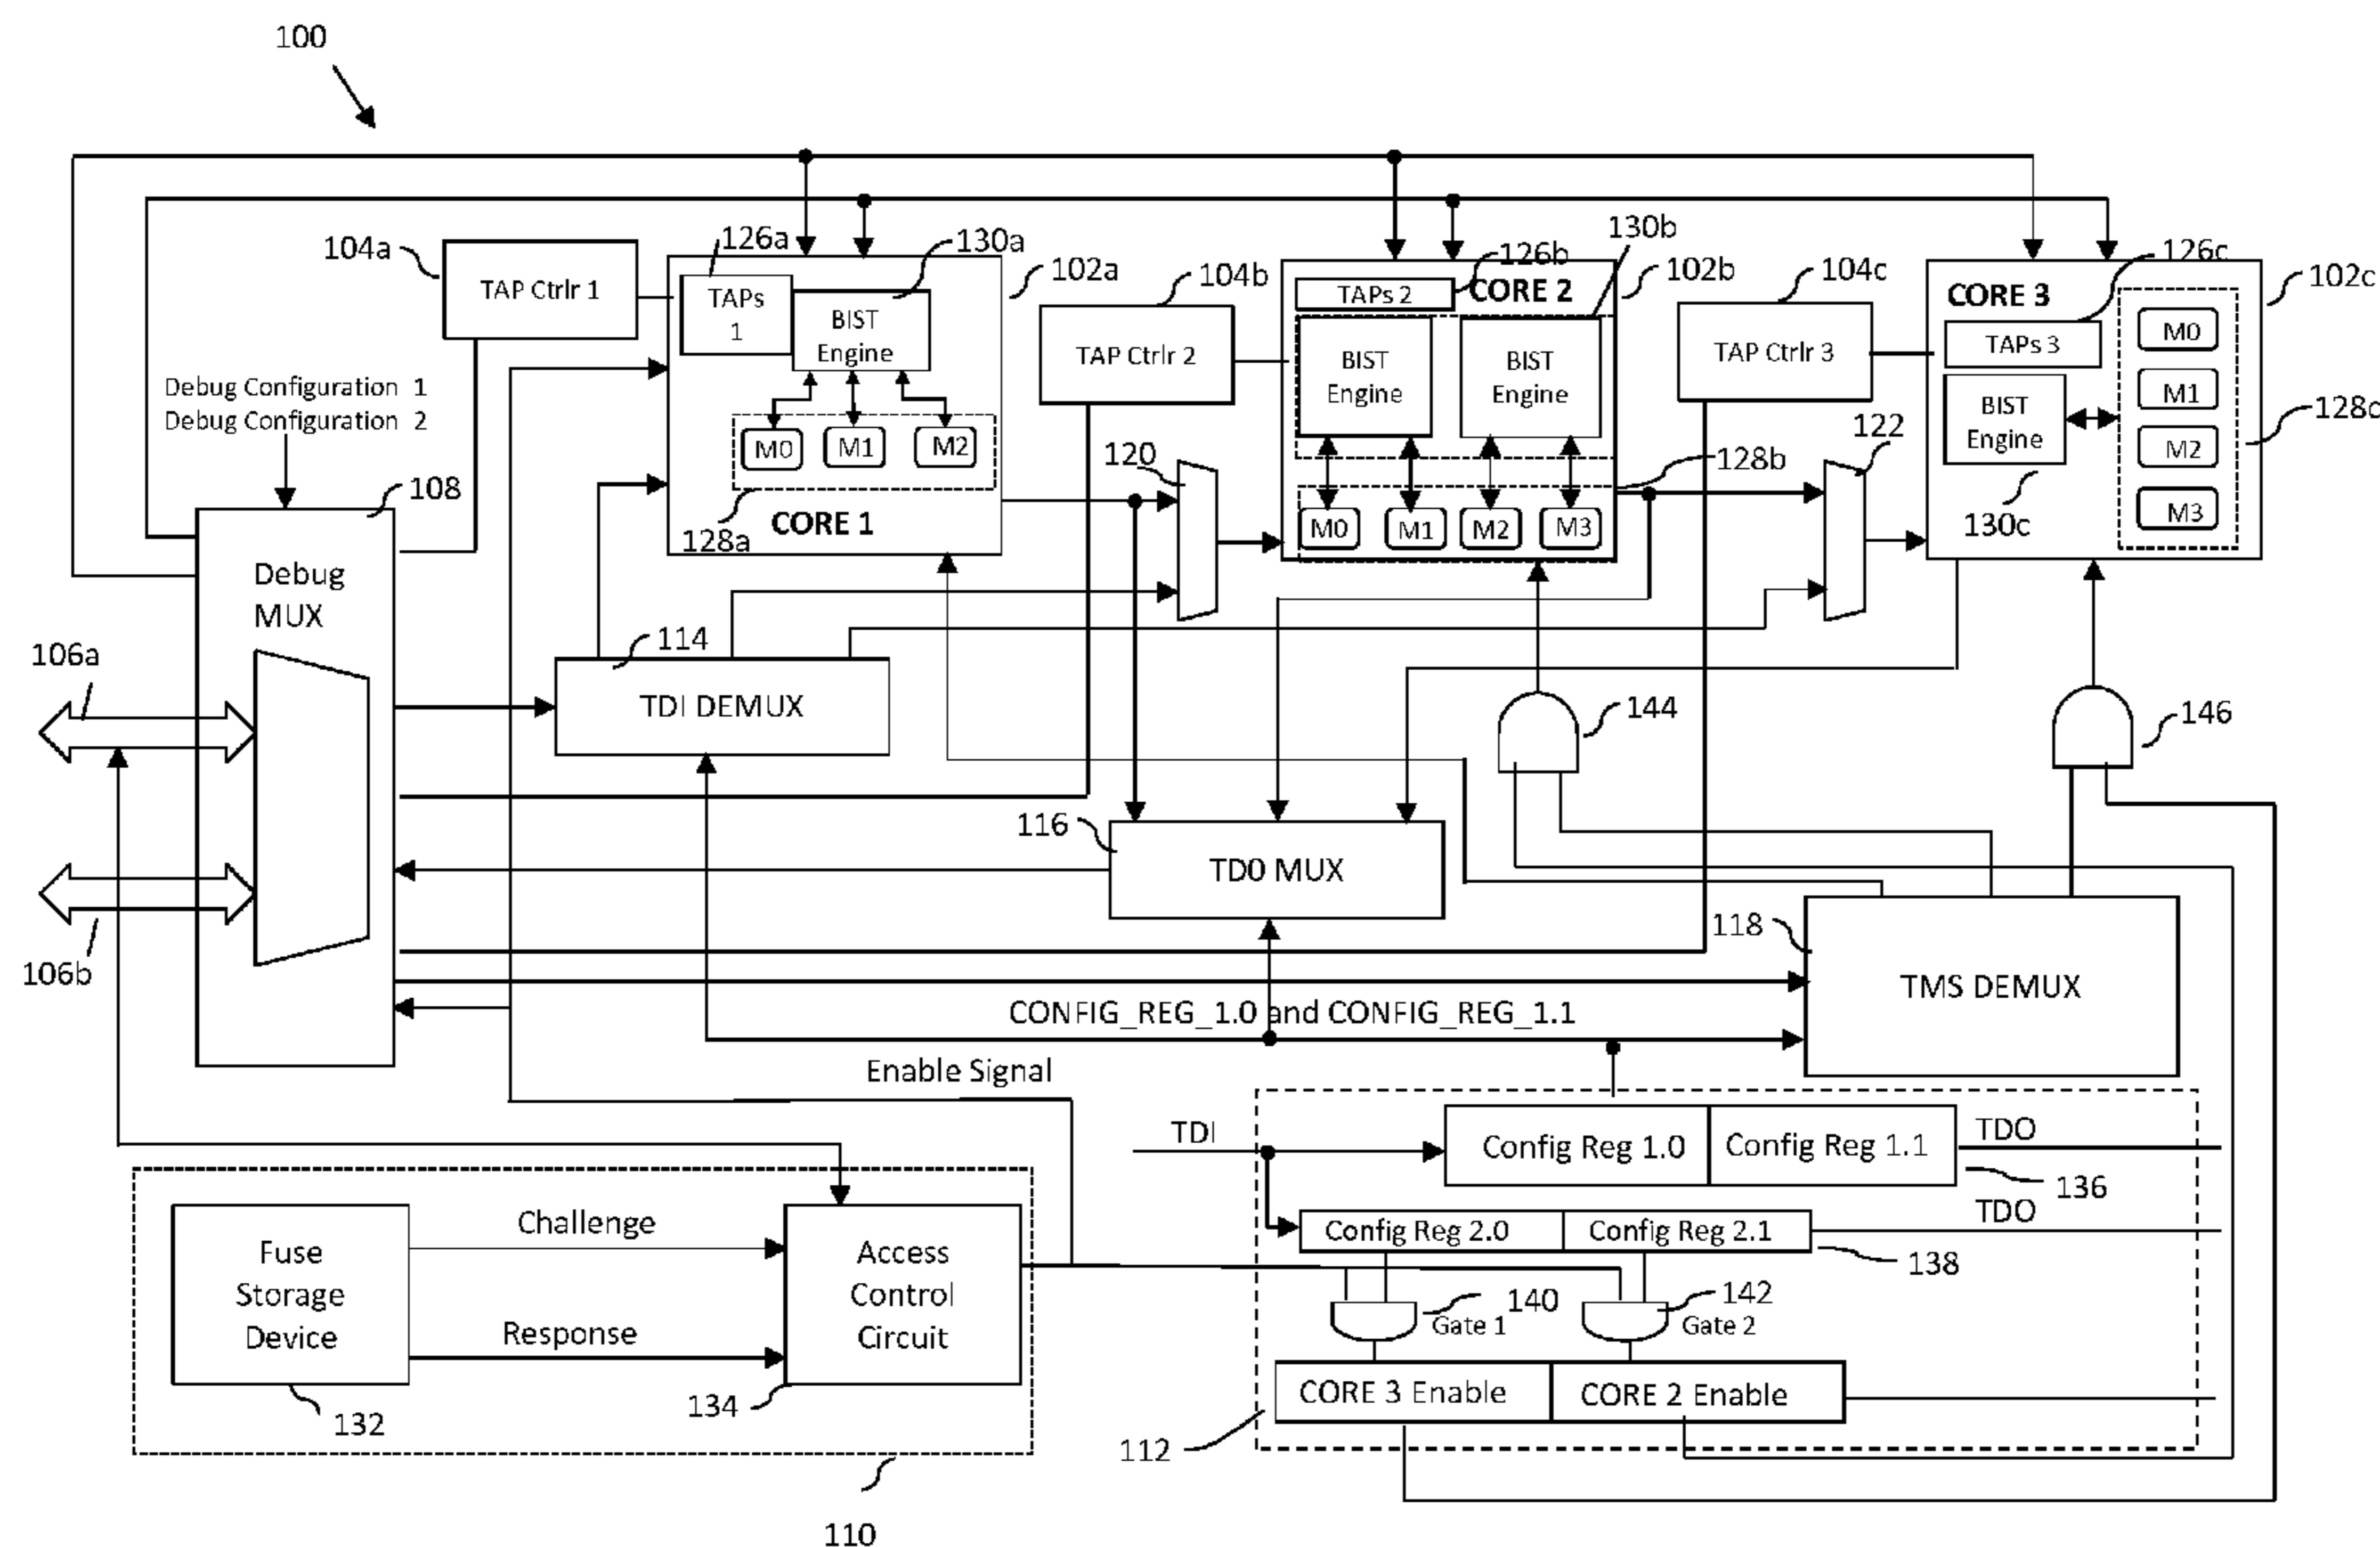 100
104a
TAP Ctrlr 1
126a
TAPs
1
130a
BIST
Engine
102a
M0
M1
M2
128a
CORE 1
104b
TAP Ctrlr 2
120
126b
TAPs 2
CORE 2
130b
102b
BIST
Engine
BIST
Engine
128b
M0
M1
M2
M3
104c
TAP Ctrlr 3
122
126c
CORE 3
TAPs 3
102c
BIST
Engine
130c
M0
M1
M2
M3
128c
Debug Configuration 1
Debug Configuration 2
108
Debug
MUX
106a
106b
114
TDI DEMUX
144
146
116
TDO MUX
118
TMS DEMUX
CONFIG_REG_1.0 and CONFIG_REG_1.1
Enable Signal
TDI
Config Reg 1.0
Config Reg 1.1
TDO
136
Config Reg 2.0
Config Reg 2.1
TDO
138
140
Gate 1
142
Gate 2
CORE 3 Enable
CORE 2 Enable
112
Fuse
Storage
Device
132
Challenge
Response
Access
Control
Circuit
134
110